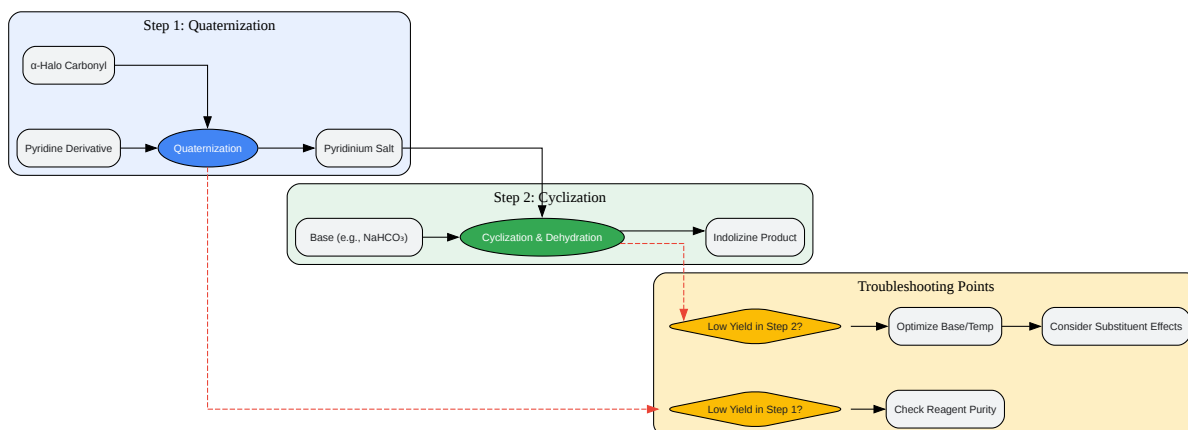 Step 1: Quaternization
α-Halo Carbonyl
Pyridine Derivative
Quaternization
Pyridinium Salt
Step 2: Cyclization
Base (e.g., NaHCO₃)
Cyclization & Dehydration
Indolizine Product
Troubleshooting Points
Low Yield in Step 2?
Optimize Base/Temp
Consider Substituent Effects
Low Yield in Step 1?
Check Reagent Purity